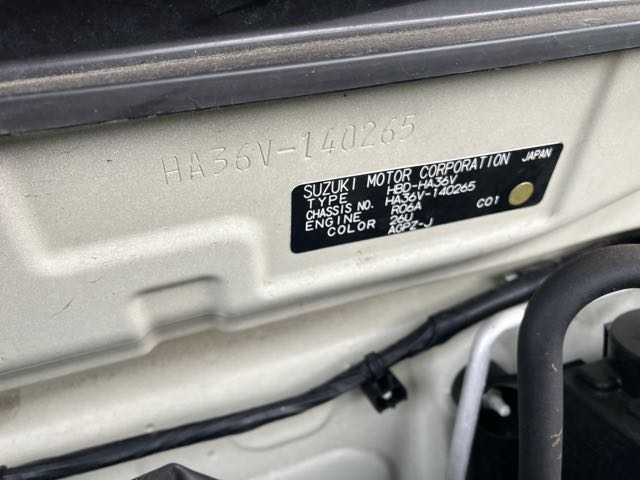 HA36V-140265
SUZUKI MOTOR CORPORATION JAPAN
TYPE HBD-HA36V
CHASSIS NO. HA36V-140265
ENGINE R06A
COLOR 26U C01
AGPZ-J